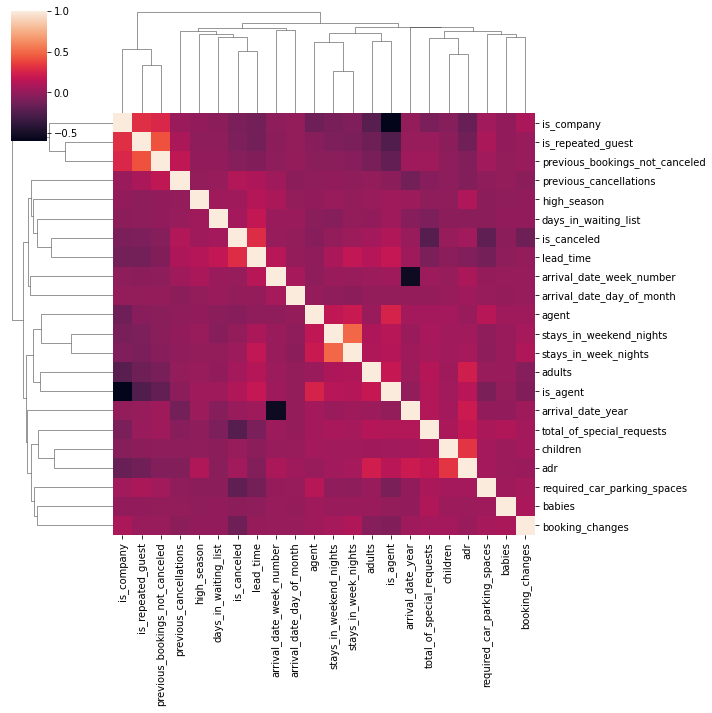 1.0
0.5
0.0
−0.5
is_company
is_repeated_guest
previous_bookings_not_canceled
previous_cancellations
high_season
days_in_waiting_list
is_canceled
lead_time
arrival_date_week_number
arrival_date_day_of_month
agent
stays_in_weekend_nights
stays_in_week_nights
adults
is_agent
arrival_date_year
total_of_special_requests
children
adr
required_car_parking_spaces
babies
booking_changes
is_company
is_repeated_guest
previous_bookings_not_canceled
previous_cancellations
high_season
days_in_waiting_list
is_canceled
lead_time
arrival_date_week_number
arrival_date_day_of_month
agent
stays_in_weekend_nights
stays_in_week_nights
adults
is_agent
arrival_date_year
total_of_special_requests
children
adr
required_car_parking_spaces
babies
booking_changes